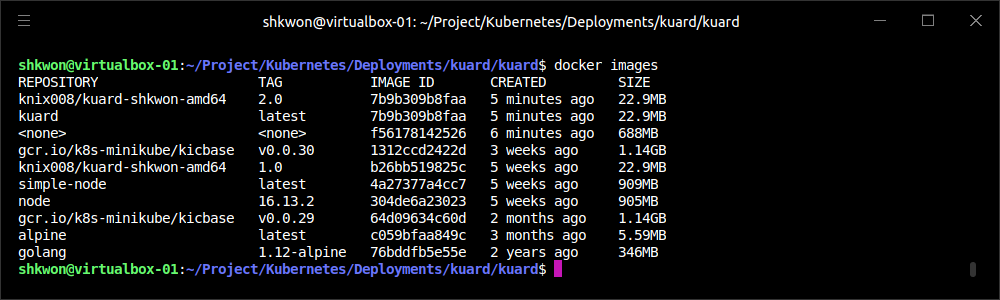 shkwon@virtualbox-01: ~/Project/Kubernetes/Deployments/kuard/kuard
shkwon@virtualbox-01:~/Project/Kubernetes/Deployments/kuard/kuard$ docker images
REPOSITORY TAG IMAGE ID CREATED SIZE
knix008/kuard-shkwon-amd64 2.0 7b9b309b8faa 5 minutes ago 22.9MB
kuard latest 7b9b309b8faa 5 minutes ago 22.9MB
<none> <none> f56178142526 6 minutes ago 688MB
gcr.io/k8s-minikube/kicbase v0.0.30 1312ccd2422d 3 weeks ago 1.14GB
knix008/kuard-shkwon-amd64 1.0 b26bb519825c 5 weeks ago 22.9MB
simple-node latest 4a27377a4cc7 5 weeks ago 909MB
node 16.13.2 304de6a23023 5 weeks ago 905MB
gcr.io/k8s-minikube/kicbase v0.0.29 64d09634c60d 2 months ago 1.14GB
alpine latest c059bfaa849c 3 months ago 5.59MB
golang 1.12-alpine 76bddfb5e55e 2 years ago 346MB
shkwon@virtualbox-01:~/Project/Kubernetes/Deployments/kuard/kuard$